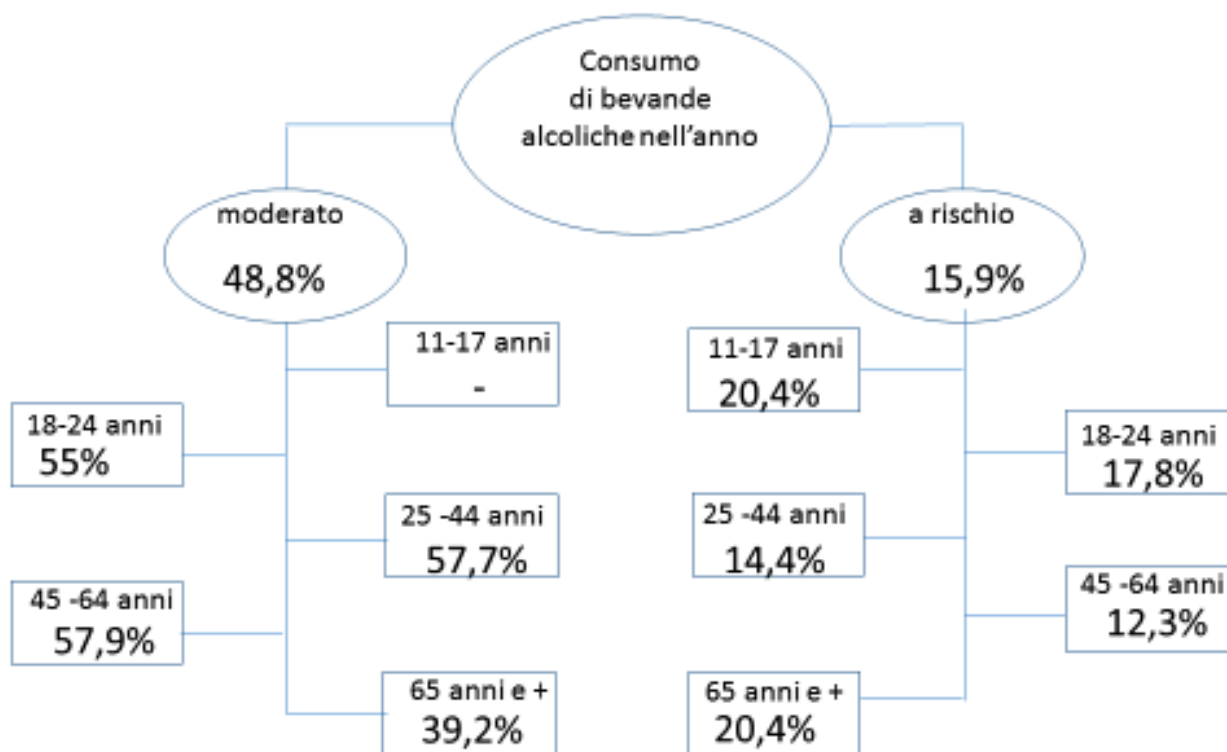 Consumo
di bevande
alcoliche nell'anno
moderato
48,8%
11-17 anni
-
18-24 anni
55%
25 -44 anni
57,7%
45 -64 anni
57,9%
65 anni e +
39,2%
a rischio
15,9%
11-17 anni
20,4%
18-24 anni
17,8%
25 -44 anni
14,4%
45 -64 anni
12,3%
65 anni e +
20,4%